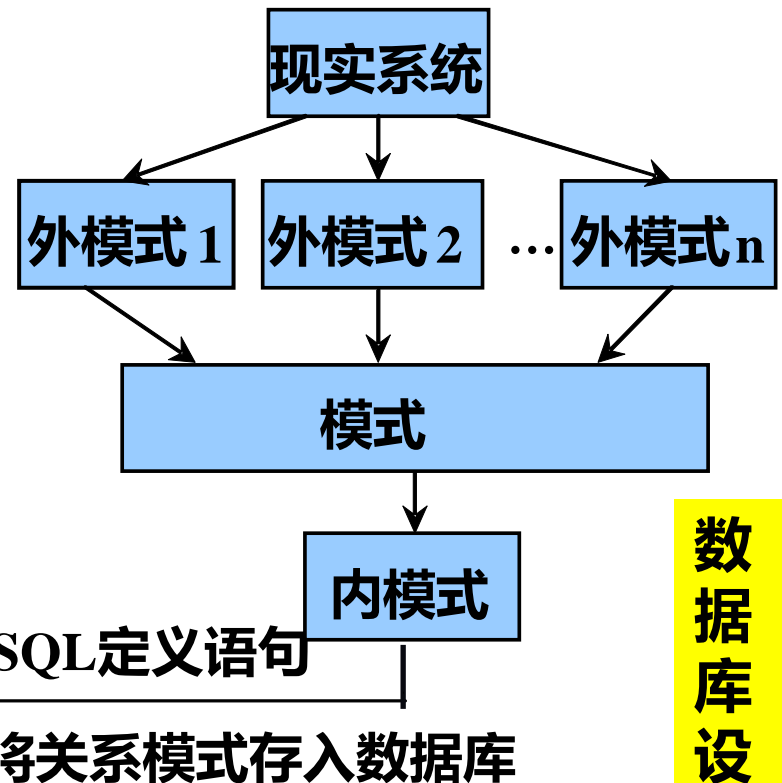 现实系统
外模式1 外模式2 … 外模式n
模式
内模式
SQL定义语句
将关系模式存入数据库
数
据
库
设